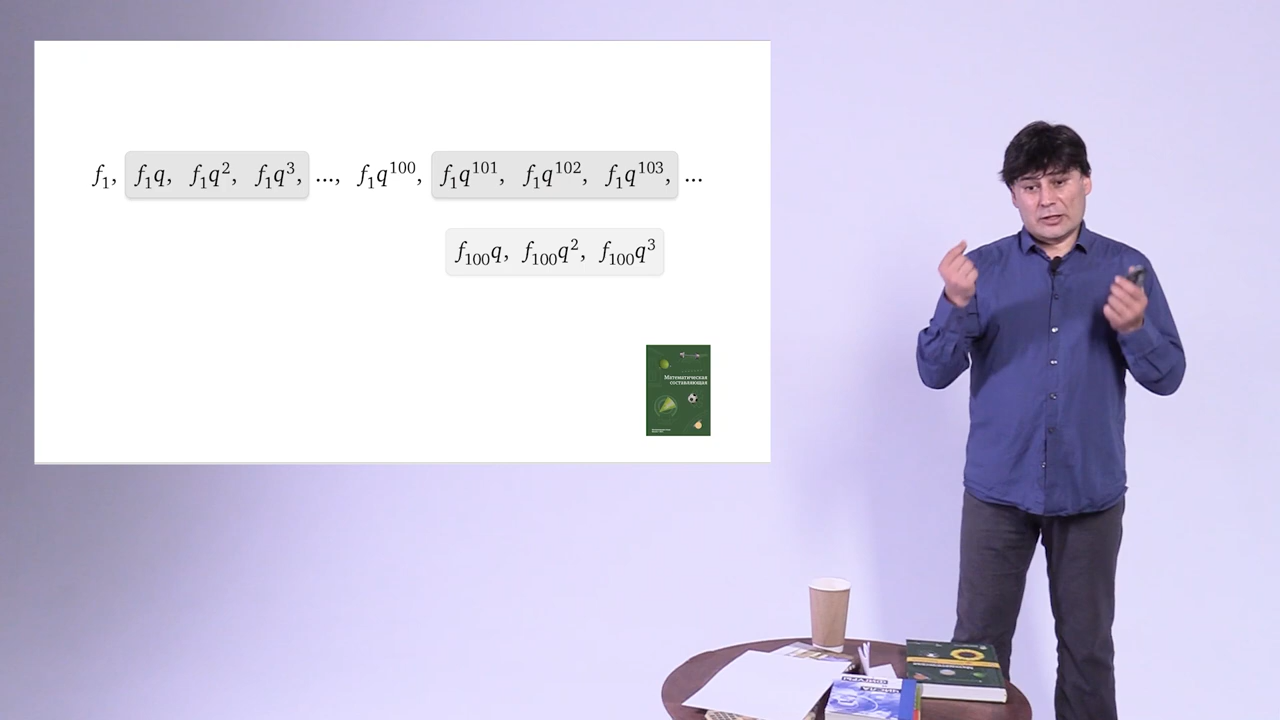 f₁, f₁q, f₁q², f₁q³, ..., f₁q¹⁰⁰, f₁q¹⁰¹, f₁q¹⁰², f₁q¹⁰³, ...
f₁₀₀q, f₁₀₀q², f₁₀₀q³
Математическая
составляющая